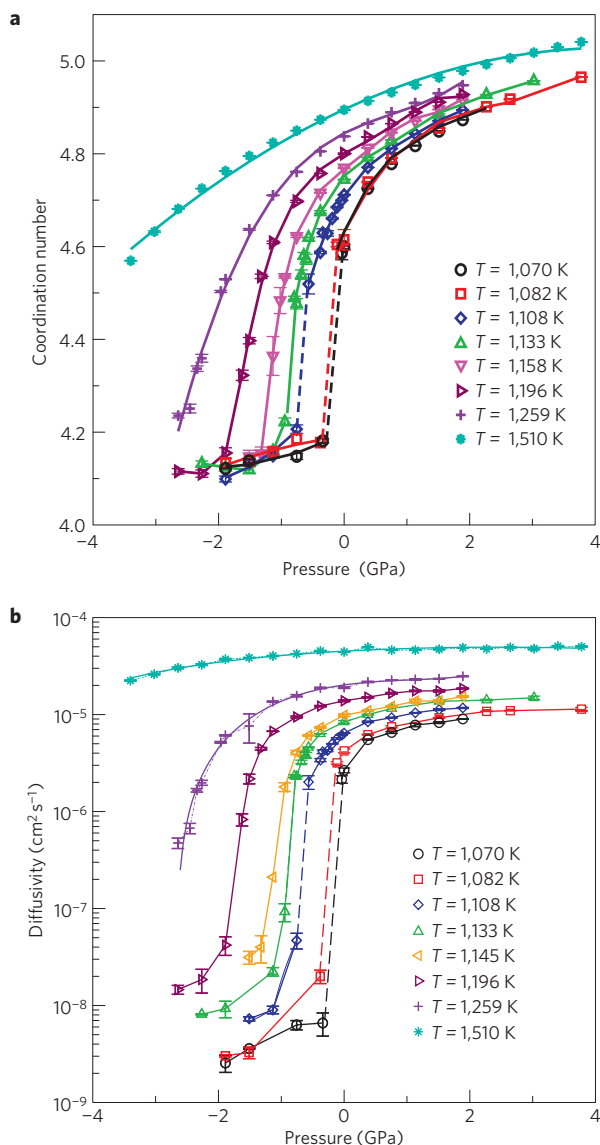 a
5.0
4.8
4.6
4.4
4.2
4.0
Coordination number
T = 1,070 K
T = 1,082 K
T = 1,108 K
T = 1,133 K
T = 1,158 K
T = 1,196 K
T = 1,259 K
T = 1,510 K
−4 −2 0 2 4
Pressure (GPa)
b
10⁻⁴
10⁻⁵
10⁻⁶
10⁻⁷
10⁻⁸
10⁻⁹
Diffusivity (cm² s⁻¹)
T = 1,070 K
T = 1,082 K
T = 1,108 K
T = 1,133 K
T = 1,145 K
T = 1,196 K
T = 1,259 K
T = 1,510 K
−4 −2 0 2 4
Pressure (GPa)